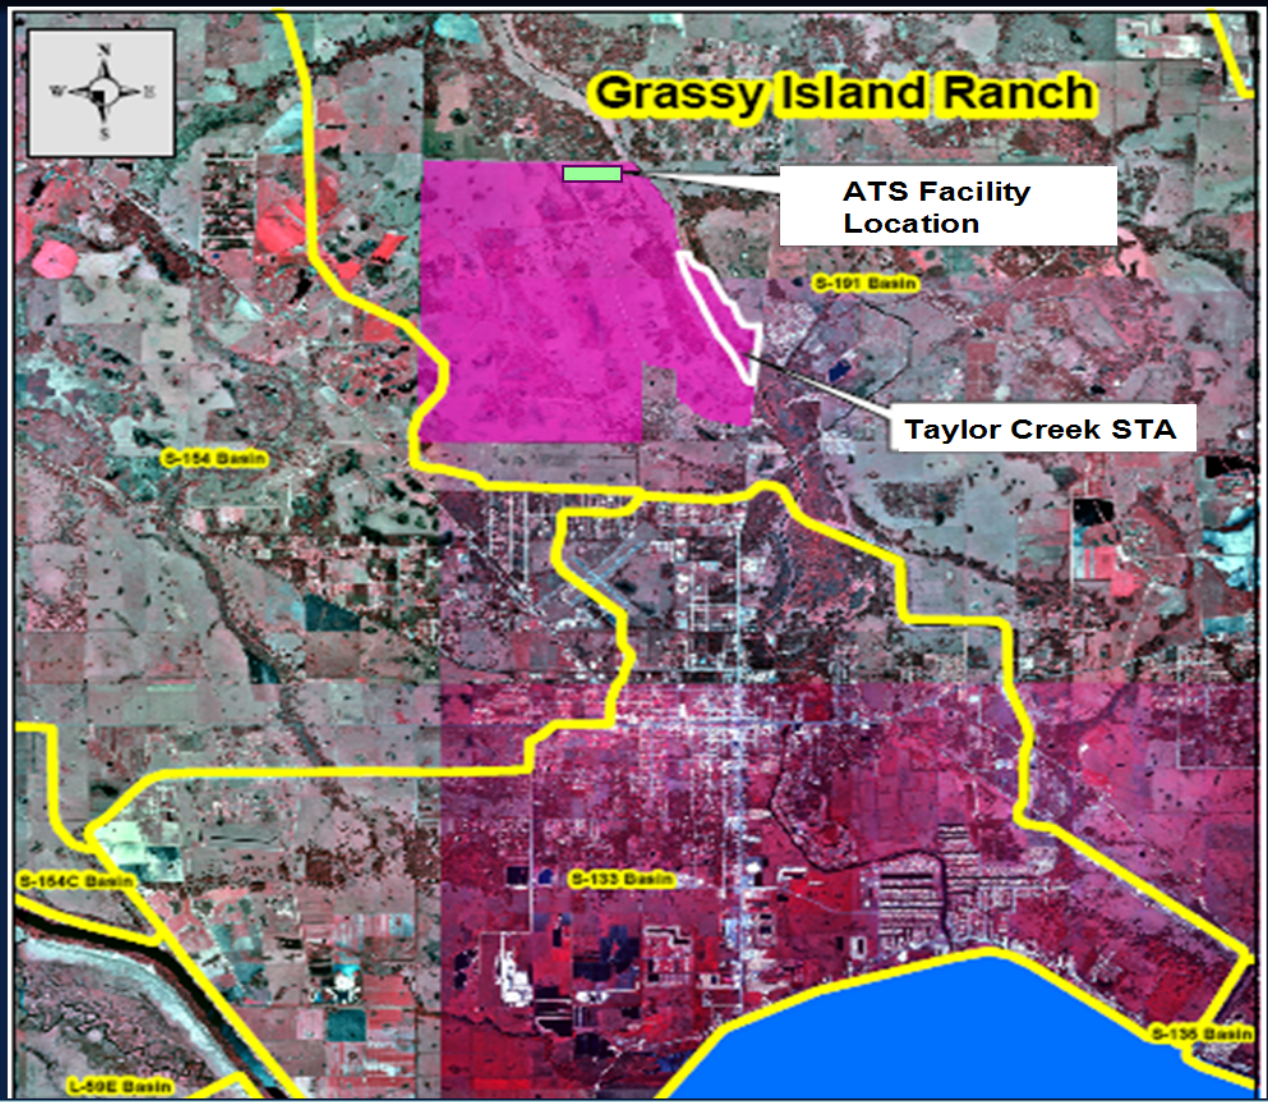 N
W E
S
Grassy Island Ranch
ATS Facility
Location
S-191 Basin
Taylor Creek STA
S-154 Basin
S-154C Basin
S-133 Basin
S-135 Basin
L-59E Basin